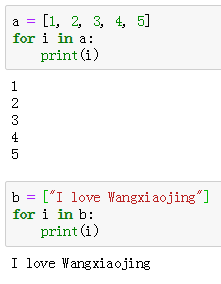 a = [1, 2, 3, 4, 5]
for i in a:
    print(i)
1
2
3
4
5
b = ["I love Wangxiaojing"]
for i in b:
    print(i)
I love Wangxiaojing